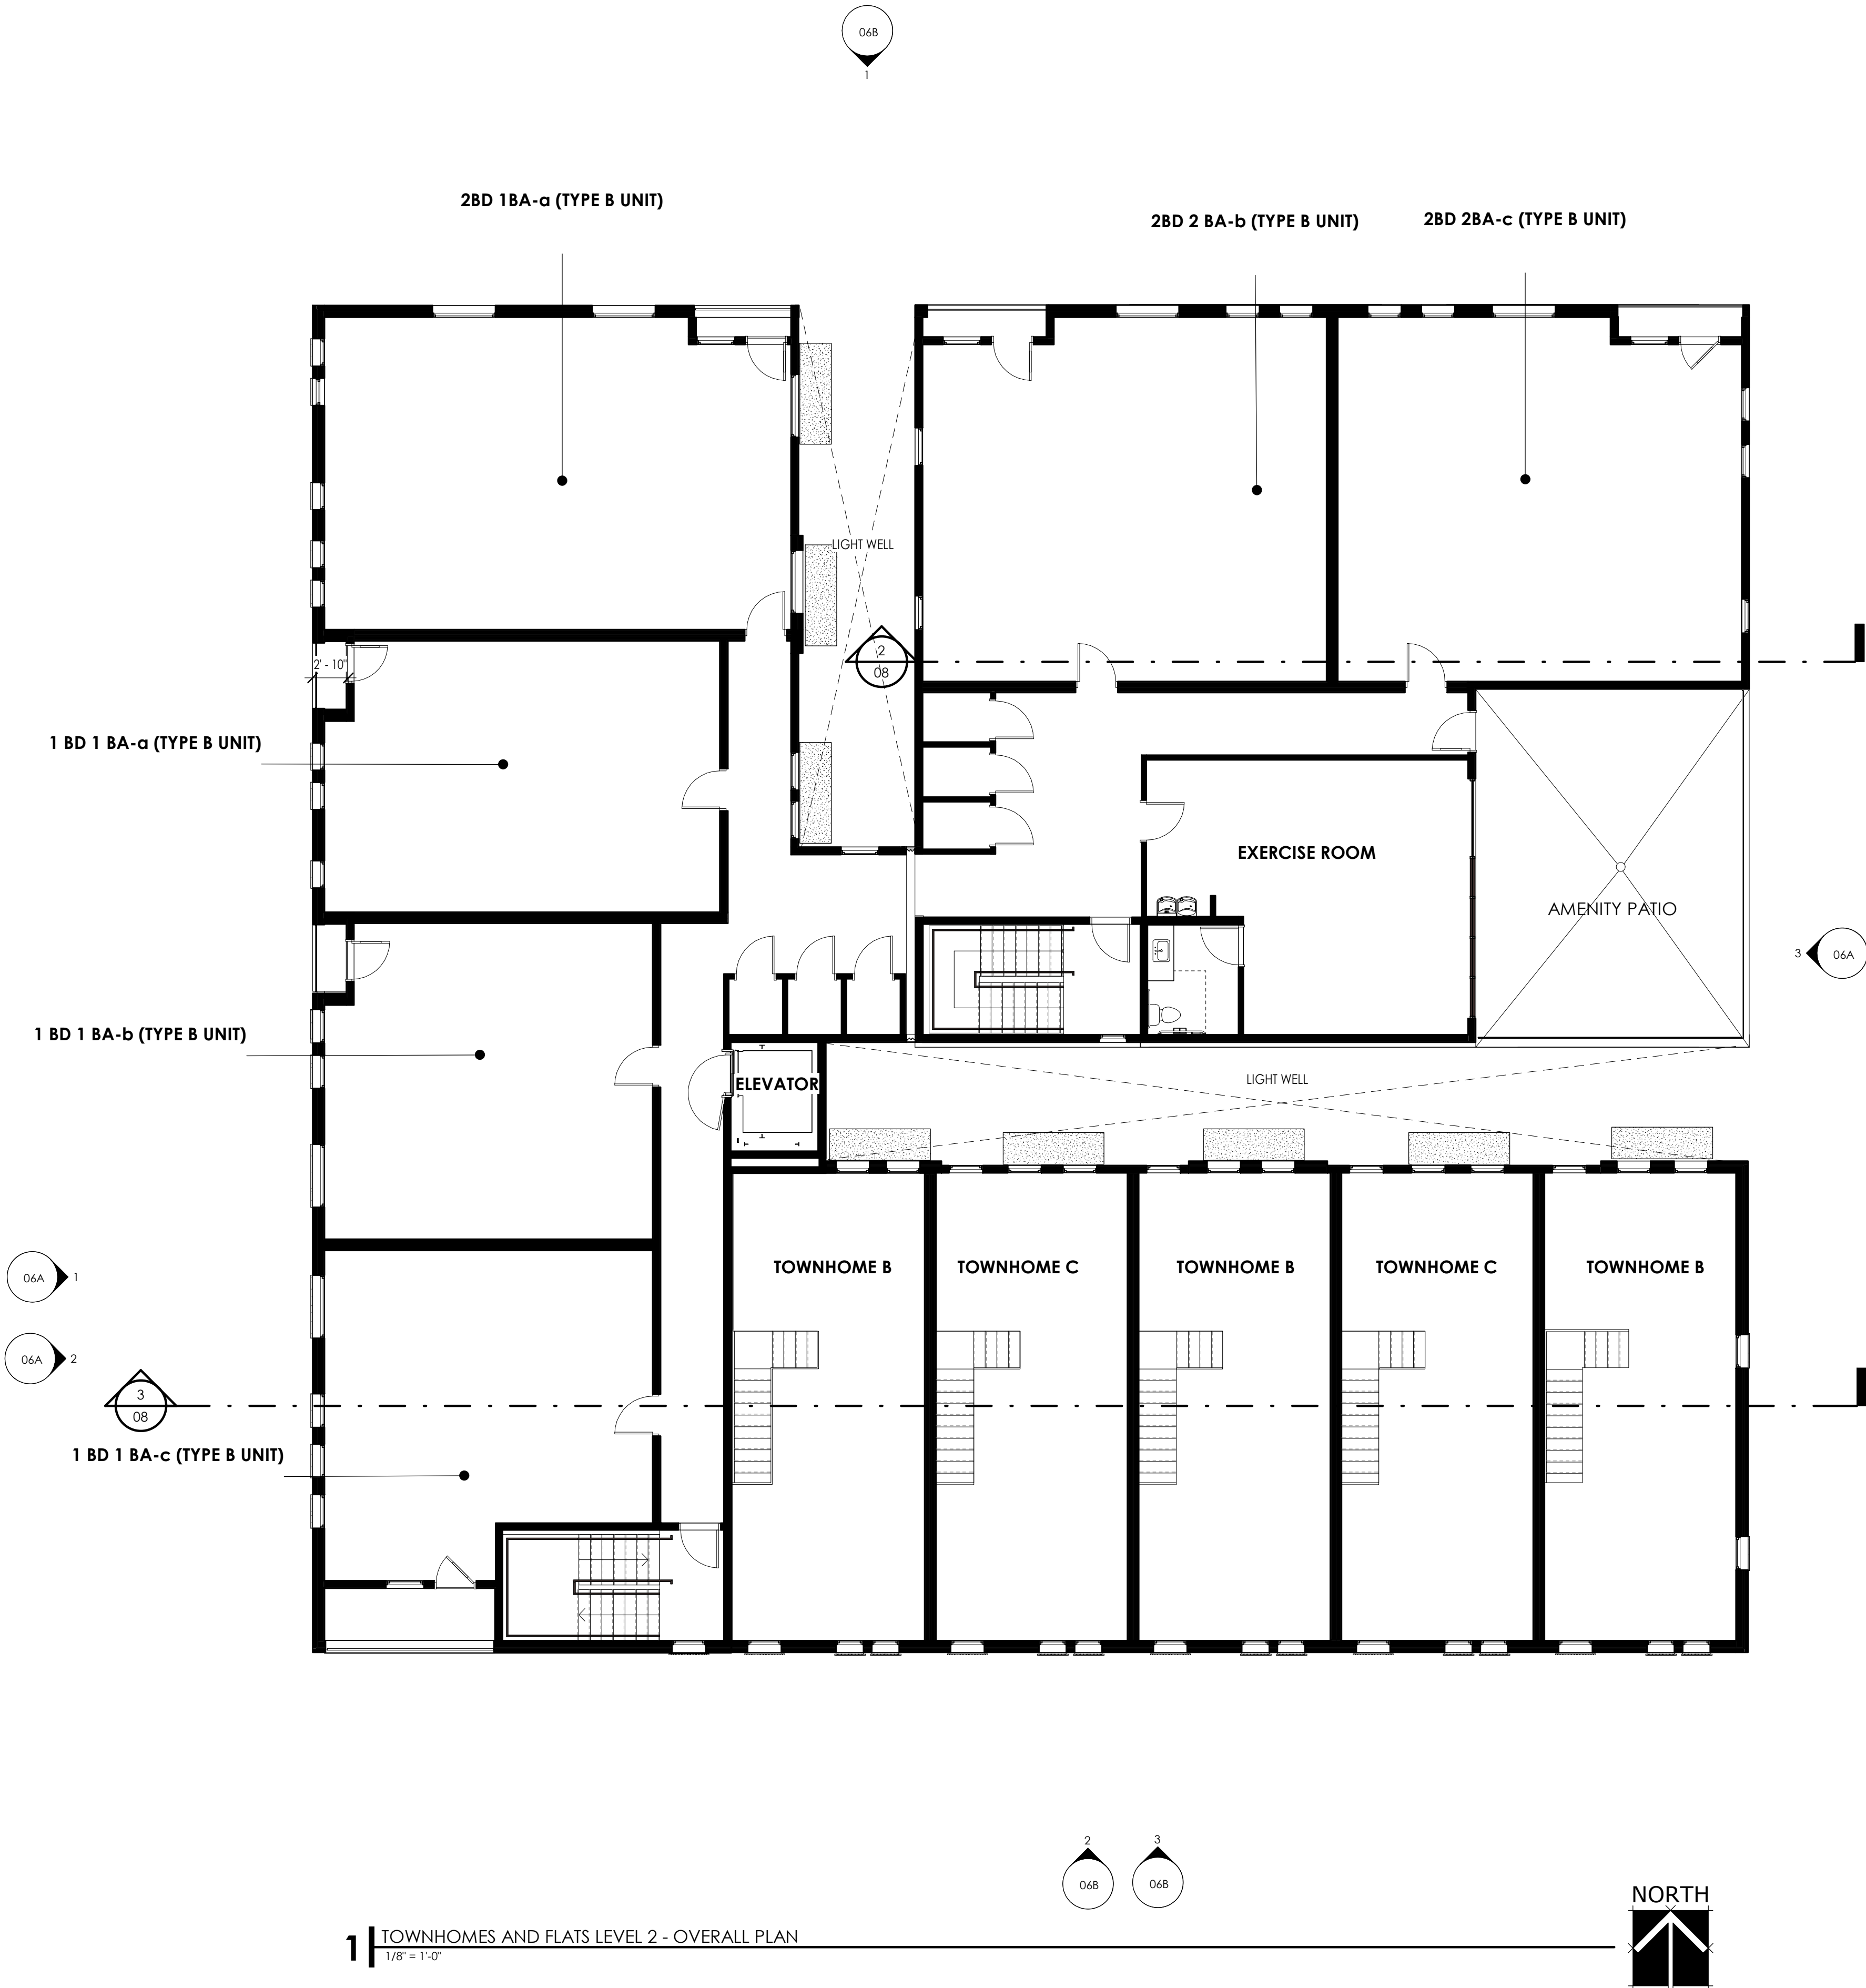 06B
1
2BD 1BA-a (TYPE B UNIT)
2BD 2 BA-b (TYPE B UNIT)
2BD 2BA-c (TYPE B UNIT)
LIGHT WELL
2
08
2' - 10"
1 BD 1 BA-a (TYPE B UNIT)
EXERCISE ROOM
AMENITY PATIO
3
06A
1 BD 1 BA-b (TYPE B UNIT)
ELEVATOR
LIGHT WELL
TOWNHOME B
TOWNHOME C
TOWNHOME B
TOWNHOME C
TOWNHOME B
06A
1
06A
2
3
08
1 BD 1 BA-c (TYPE B UNIT)
2
06B
3
06B
NORTH
1
TOWNHOMES AND FLATS LEVEL 2 - OVERALL PLAN
1/8" = 1'-0"